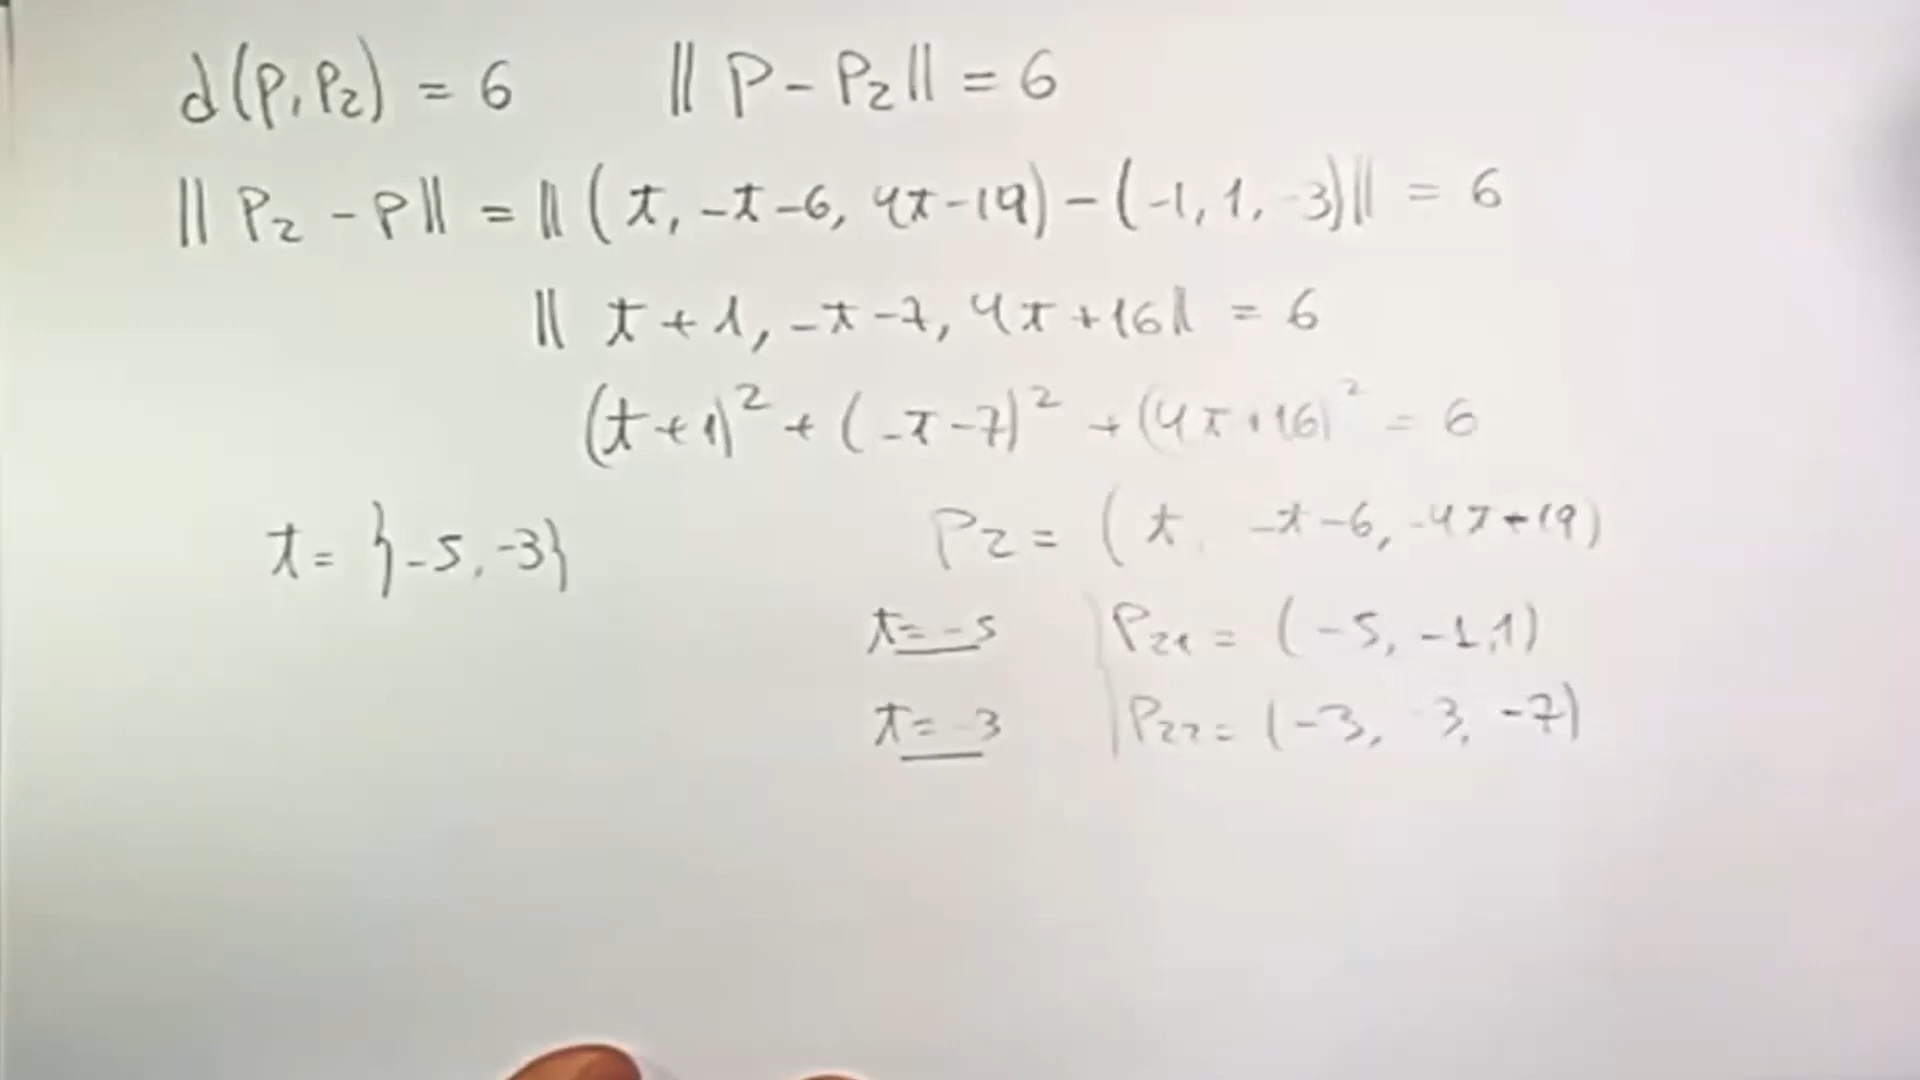 d(P, P2) = 6 || P - P2 || = 6
|| P2 - P || = || (t, -t-6, 4t-19) - (-1, 1, -3) || = 6
|| t+1, -t-7, 4t+16 || = 6
(t+1)² + (-t-7)² + (4t+16)² = 6
t = }-5, -3} P2 = (t, -t-6, -4t-19)
t = -5 P21 = (-5, -1, 1)
t = -3 P22 = (-3, -3, -7)